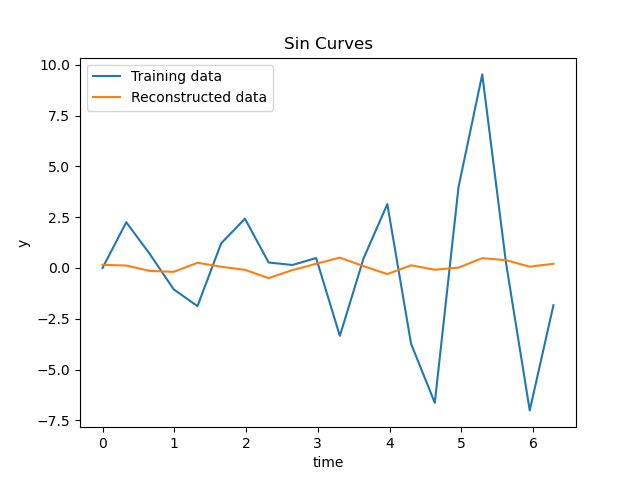 Sin Curves
Training data
Reconstructed data
10.0
7.5
5.0
2.5
0.0
−2.5
−5.0
−7.5
y
0 1 2 3 4 5 6
time